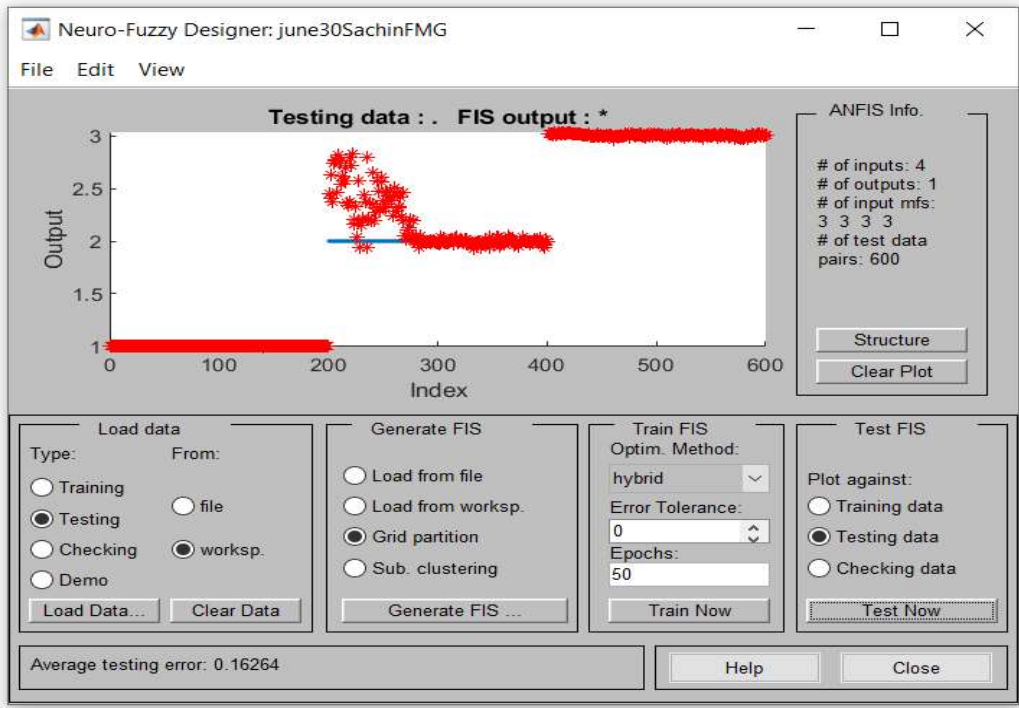 Neuro-Fuzzy Designer: june30SachinFMG
File Edit View
Testing data : . FIS output : *
3
2.5
2
1.5
1
Output
0 100 200 300 400 500 600
Index
ANFIS Info.
# of inputs: 4
# of outputs: 1
# of input mfs:
3 3 3 3
# of test data
pairs: 600
Structure
Clear Plot
Load data
Type: From:
Training
file
Testing
Checking
worksp.
Demo
Load Data... Clear Data
Generate FIS
Load from file
Load from worksp.
Grid partition
Sub. clustering
Generate FIS ...
Train FIS
Optim. Method:
hybrid
Error Tolerance:
0
Epochs:
50
Train Now
Test FIS
Plot against:
Training data
Testing data
Checking data
Test Now
Average testing error: 0.16264
Help
Close